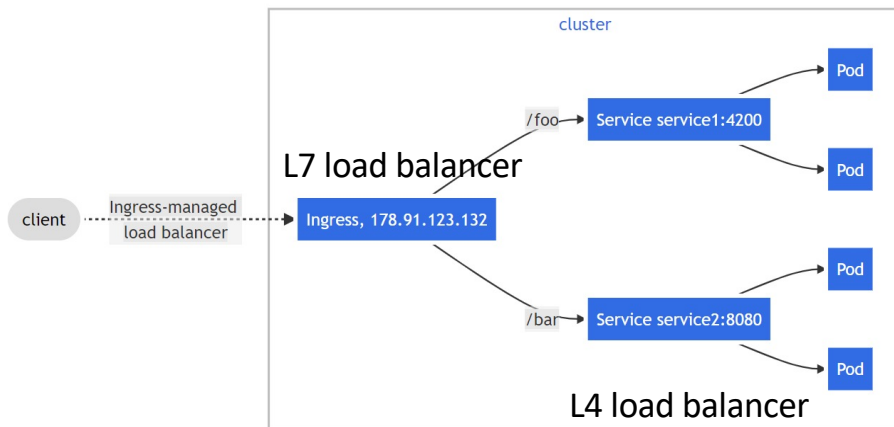 cluster
Pod
/foo
Service service1:4200
Pod
L7 load balancer
client
Ingress-managed
load balancer
Ingress, 178.91.123.132
Pod
/bar
Service service2:8080
Pod
L4 load balancer